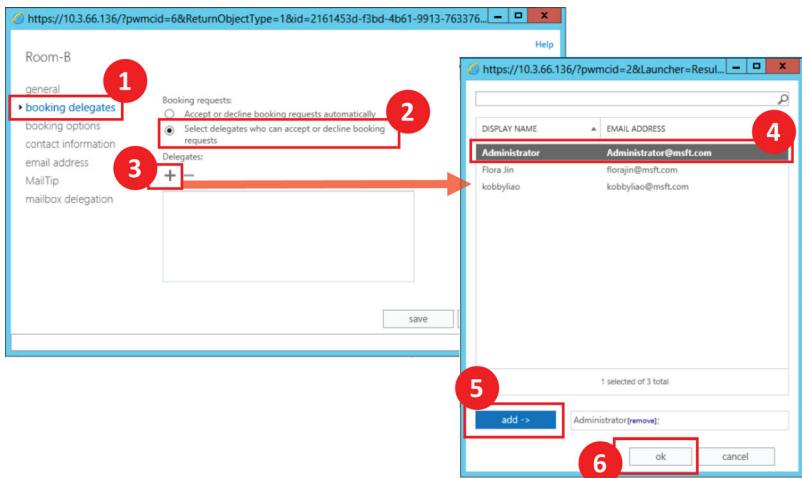 https://10.3.66.136/?pwmcid=6&ReturnObjectType=1&id=2161453d-f3bd-4b61-9913-763376...
Help
Room-B
1
general
booking delegates
booking options
contact information
email address
MailTip
mailbox delegation
Booking requests:
Accept or decline booking requests automatically
2
Select delegates who can accept or decline booking
requests
3
Delegates:
+ −
save
https://10.3.66.136/?pwmcid=2&Launcher=Resul...
DISPLAY NAME EMAIL ADDRESS
4
Administrator Administrator@msft.com
Flora Jin florajin@msft.com
kobbyliao kobbyliao@msft.com
1 selected of 3 total
5
add -> Administrator[remove];
6
ok cancel